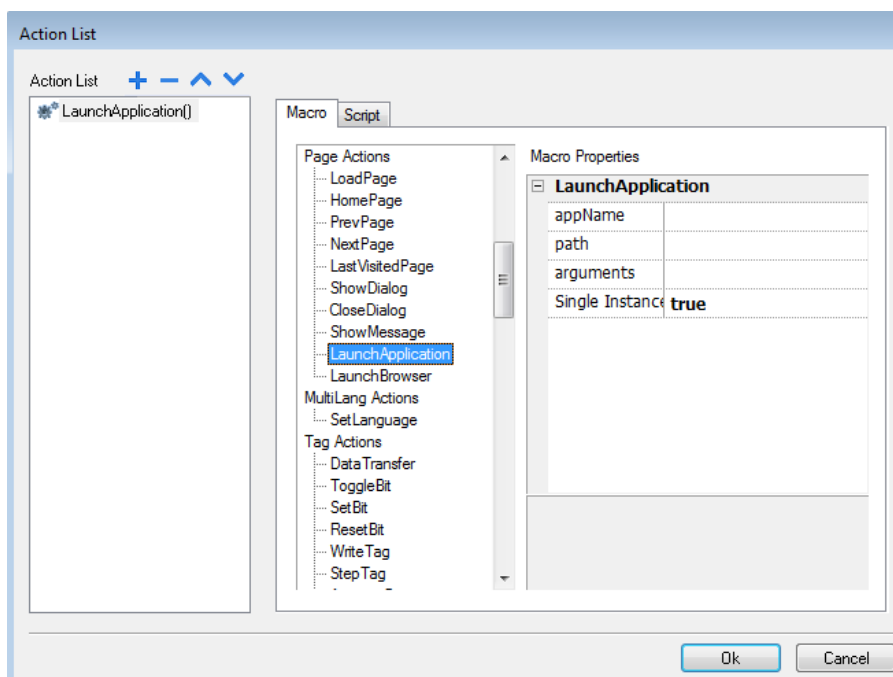 Action List
Action List
LaunchApplication()
Macro
Script
Page Actions
LoadPage
HomePage
PrevPage
NextPage
LastVisitedPage
ShowDialog
CloseDialog
ShowMessage
LaunchApplication
LaunchBrowser
MultiLang Actions
SetLanguage
Tag Actions
DataTransfer
ToggleBit
SetBit
ResetBit
WriteTag
StepTag
Macro Properties
LaunchApplication
appName
path
arguments
Single Instance true
Ok
Cancel